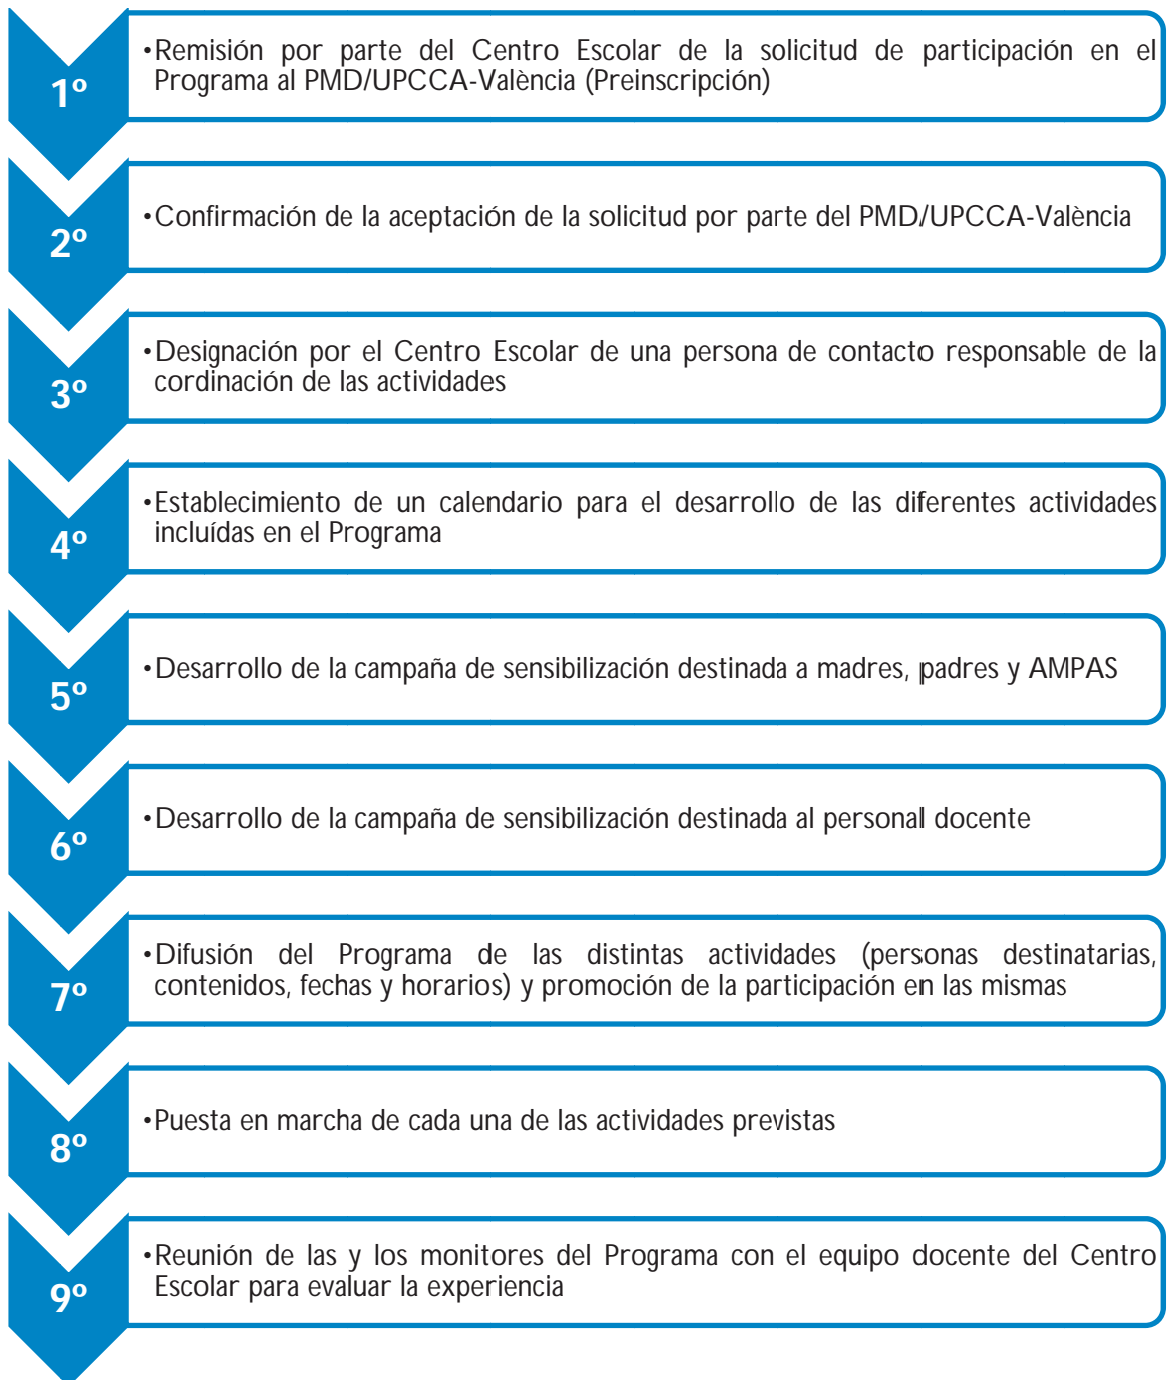 1º
•Remisión por parte del Centro Escolar de la solicitud de participación en el
Programa al PMD/UPCCA-València (Preinscripción)
2º
•Confirmación de la aceptación de la solicitud por parte del PMD/UPCCA-València
3º
•Designación por el Centro Escolar de una persona de contacto responsable de la
cordinación de las actividades
4º
•Establecimiento de un calendario para el desarrollo de las diferentes actividades
incluídas en el Programa
5º
•Desarrollo de la campaña de sensibilización destinada a madres, padres y AMPAS
6º
•Desarrollo de la campaña de sensibilización destinada al personal docente
7º
•Difusión del Programa de las distintas actividades (personas destinatarias,
contenidos, fechas y horarios) y promoción de la participación en las mismas
8º
•Puesta en marcha de cada una de las actividades previstas
9º
•Reunión de las y los monitores del Programa con el equipo docente del Centro
Escolar para evaluar la experiencia